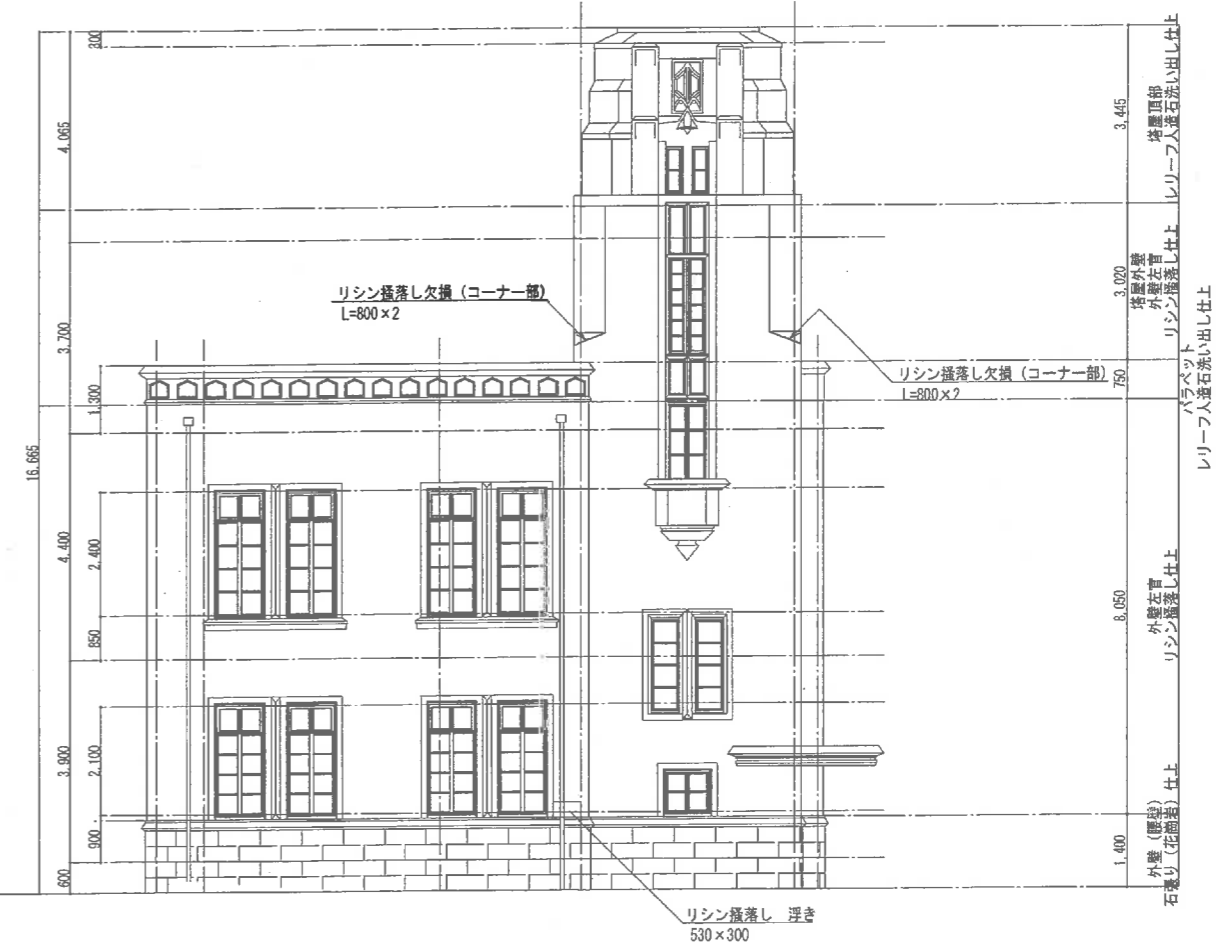 300
4,065
3,700
1,300
16,665
4,400
2,400
850
3,900
2,100
900
600
リシン掻落し欠損（コーナー部）
L=800×2
リシン掻落し欠損（コーナー部）
L=800×2
リシン掻落し 浮き
530×300
3,445
塔屋頂部
レリーフ人造石洗い出し仕上
3,020
塔屋外壁
外壁左官
リシン掻落し仕上
750
パラペット
レリーフ人造石洗い出し仕上
8,050
外壁左官
リシン掻落し仕上
1,400
外壁（腰壁）
石張り（花崗岩）仕上